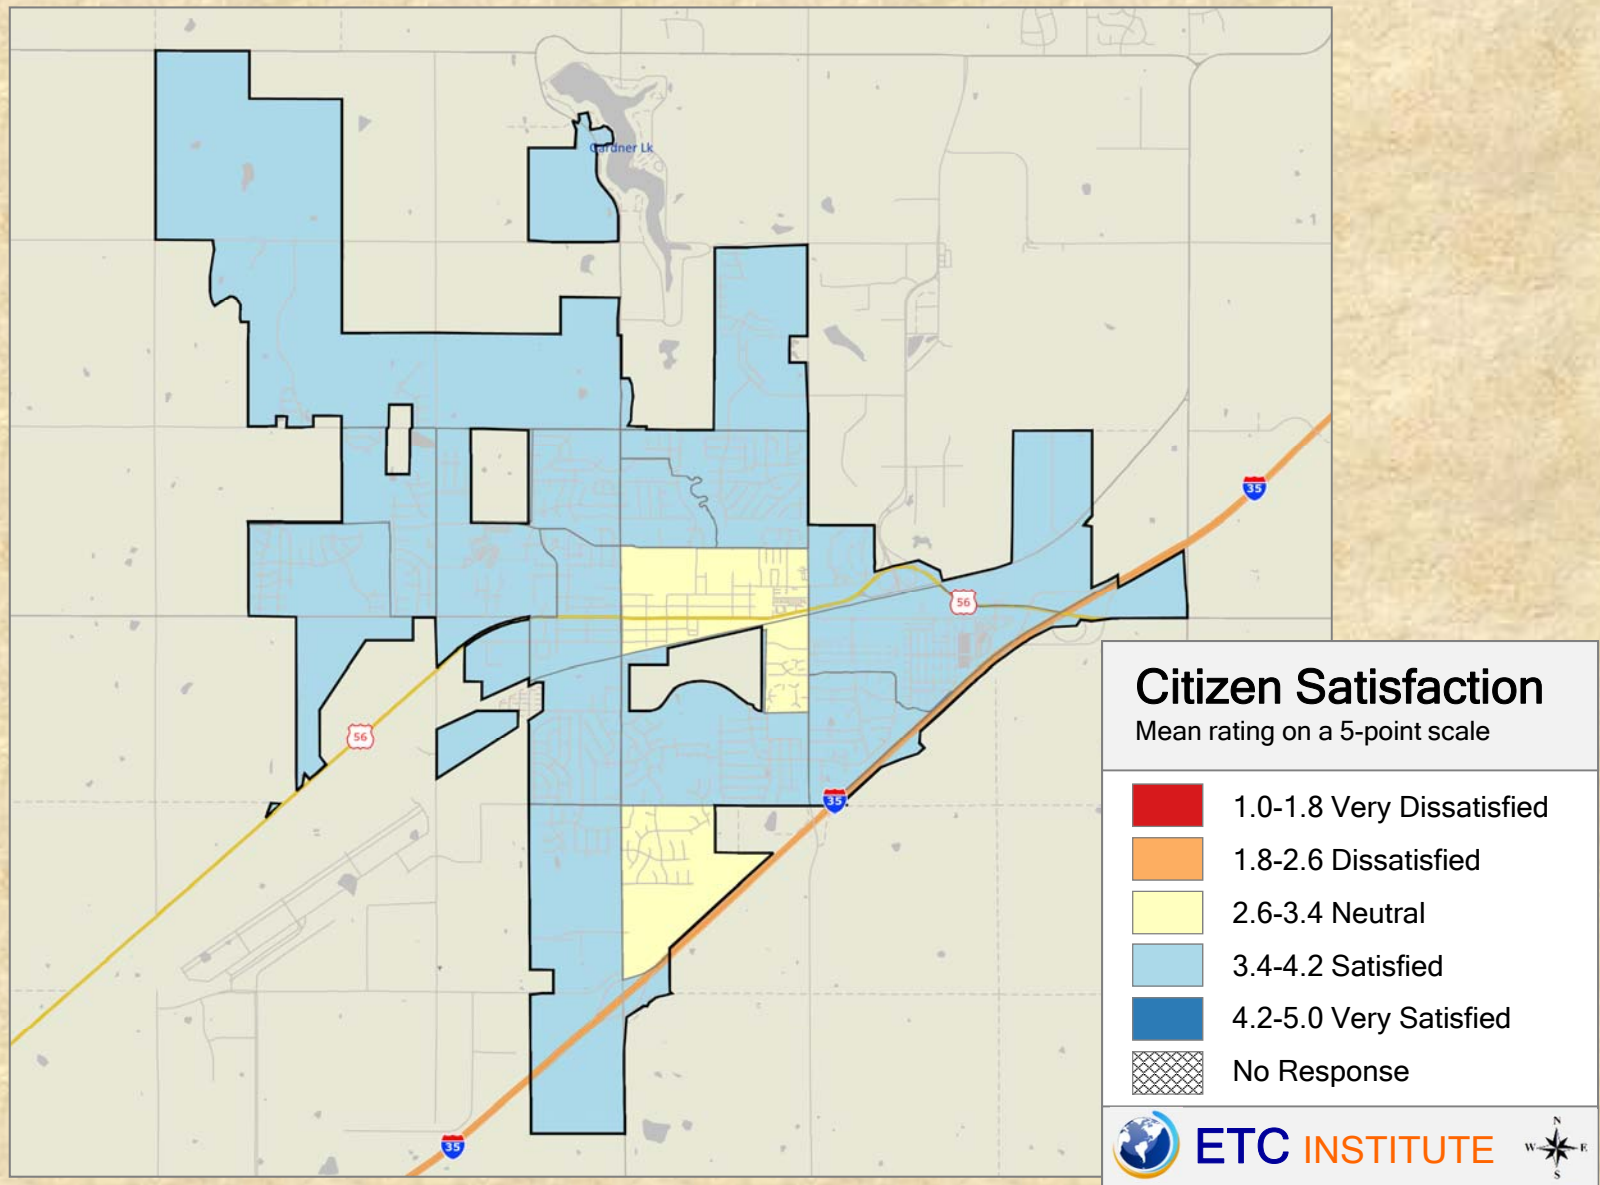 Gardner Lk
1
35
56
56
35
35
Citizen Satisfaction
Mean rating on a 5-point scale
1.0-1.8 Very Dissatisfied
1.8-2.6 Dissatisfied
2.6-3.4 Neutral
3.4-4.2 Satisfied
4.2-5.0 Very Satisfied
No Response
ETC INSTITUTE
N
W E
S